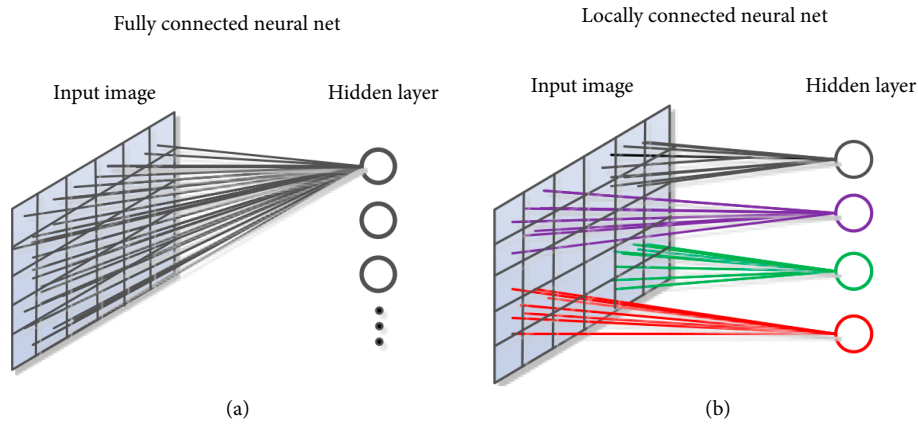 Fully connected neural net
Input image
Hidden layer
(a)
Locally connected neural net
Input image
Hidden layer
(b)